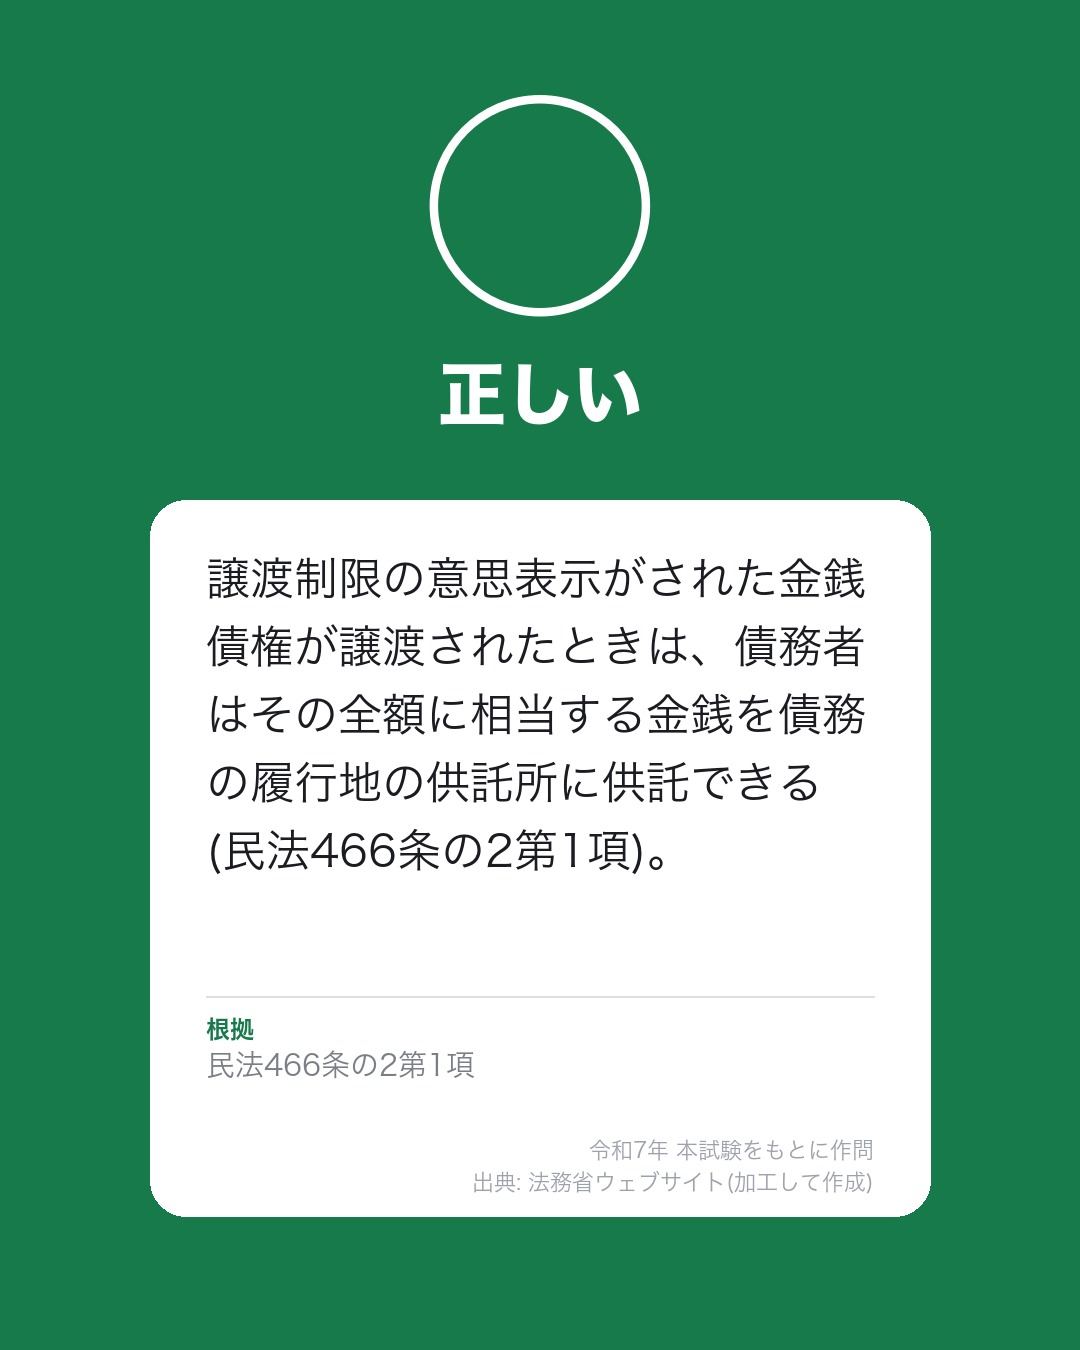 正しい
譲渡制限の意思表示がされた金銭
債権が譲渡されたときは、債務者
はその全額に相当する金銭を債務
の履行地の供託所に供託できる
(民法466条の2第1項)。
根拠
民法466条の2第1項
令和7年 本試験をもとに作問
出典: 法務省ウェブサイト(加工して作成)